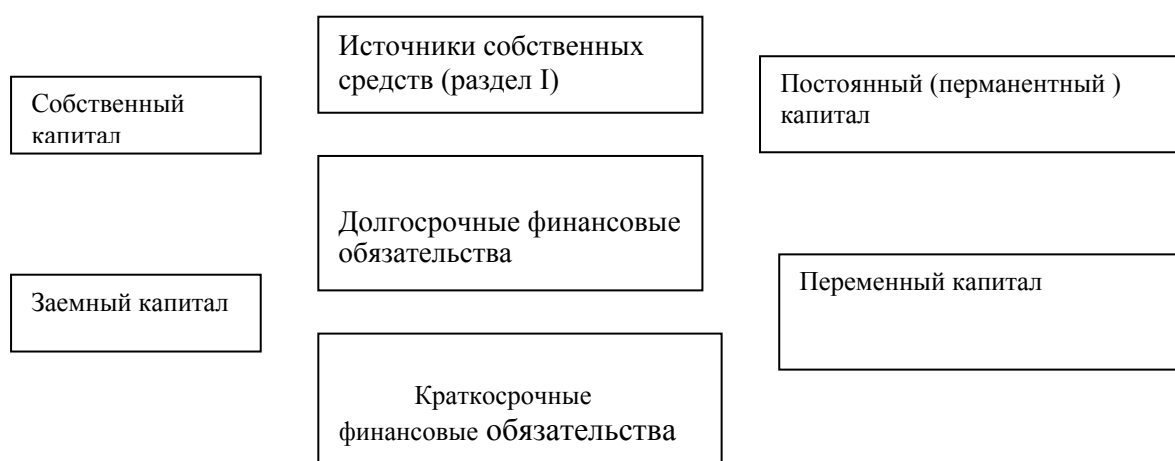 Собственный
капитал
Источники собственных
средств (раздел I)
Постоянный (перманентный )
капитал
Долгосрочные финансовые
обязательства
Заемный капитал
Переменный капитал
Краткосрочные
финансовые обязательства